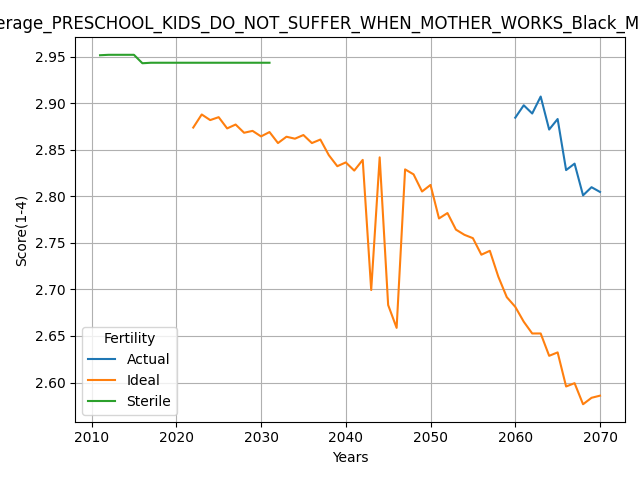 erage_PRESCHOOL_KIDS_DO_NOT_SUFFER_WHEN_MOTHER_WORKS_Black_M
2.95
2.90
2.85
2.80
2.75
2.70
2.65
2.60
Score(1-4)
Fertility
Actual
Ideal
Sterile
2010 2020 2030 2040 2050 2060 2070
Years